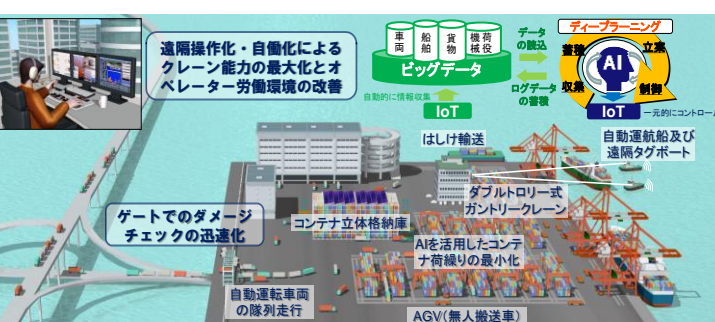 遠隔操作化・自働化による
クレーン能力の最大化とオ
ペレーター労働環境の改善
車両
船舶
貨物
荷役機械
ビッグデータ
自動的に情報収集
IoT
データ
の読込
ログデータ
の蓄積
ディープラーニング
蓄積
立案
AI
収集
制御
IoT
一元的にコントロール
はしけ輸送
自動運航船及び
遠隔タグボート
ダブルトロリー式
ガントリークレーン
コンテナ立体格納庫
ゲートでのダメージ
チェックの迅速化
AIを活用したコンテ
ナ荷繰りの最小化
自動運転車両
の隊列走行
AGV(無人搬送車)